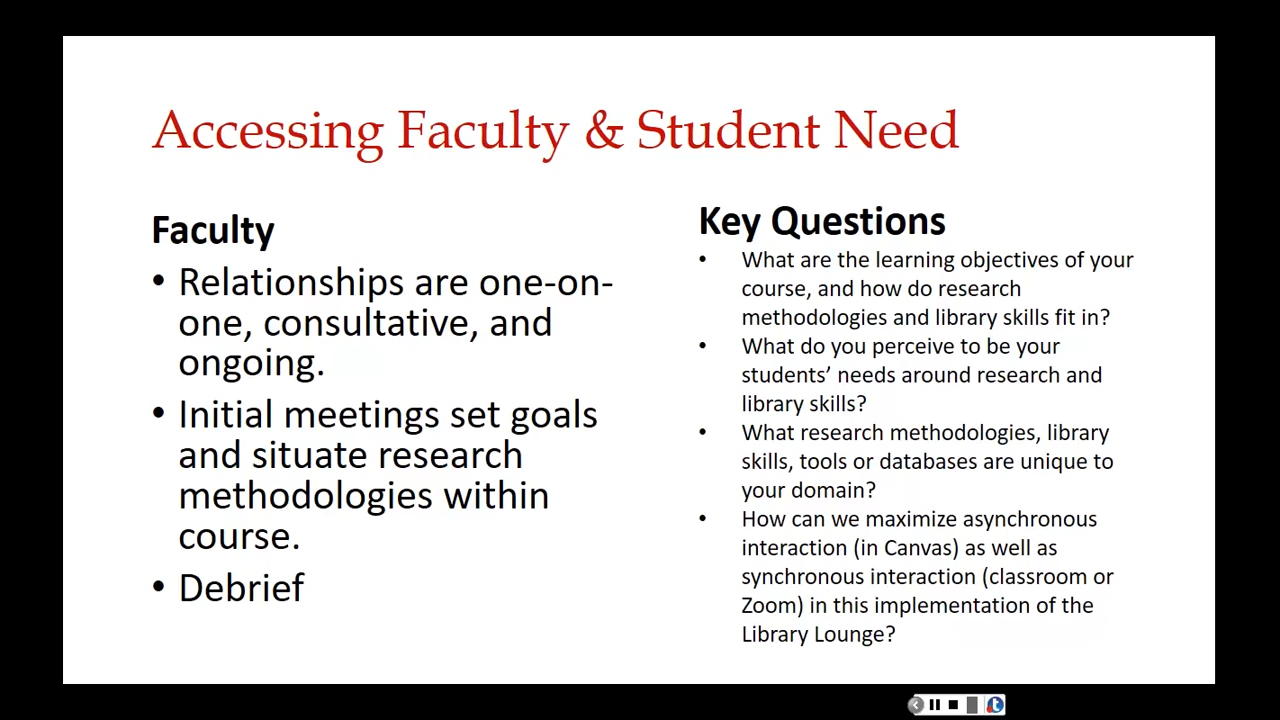 Accessing Faculty & Student Need
Faculty
• Relationships are one-on-
one, consultative, and
ongoing.
• Initial meetings set goals
and situate research
methodologies within
course.
• Debrief
Key Questions
• What are the learning objectives of your
course, and how do research
methodologies and library skills fit in?
• What do you perceive to be your
students’ needs around research and
library skills?
• What research methodologies, library
skills, tools or databases are unique to
your domain?
• How can we maximize asynchronous
interaction (in Canvas) as well as
synchronous interaction (classroom or
Zoom) in this implementation of the
Library Lounge?